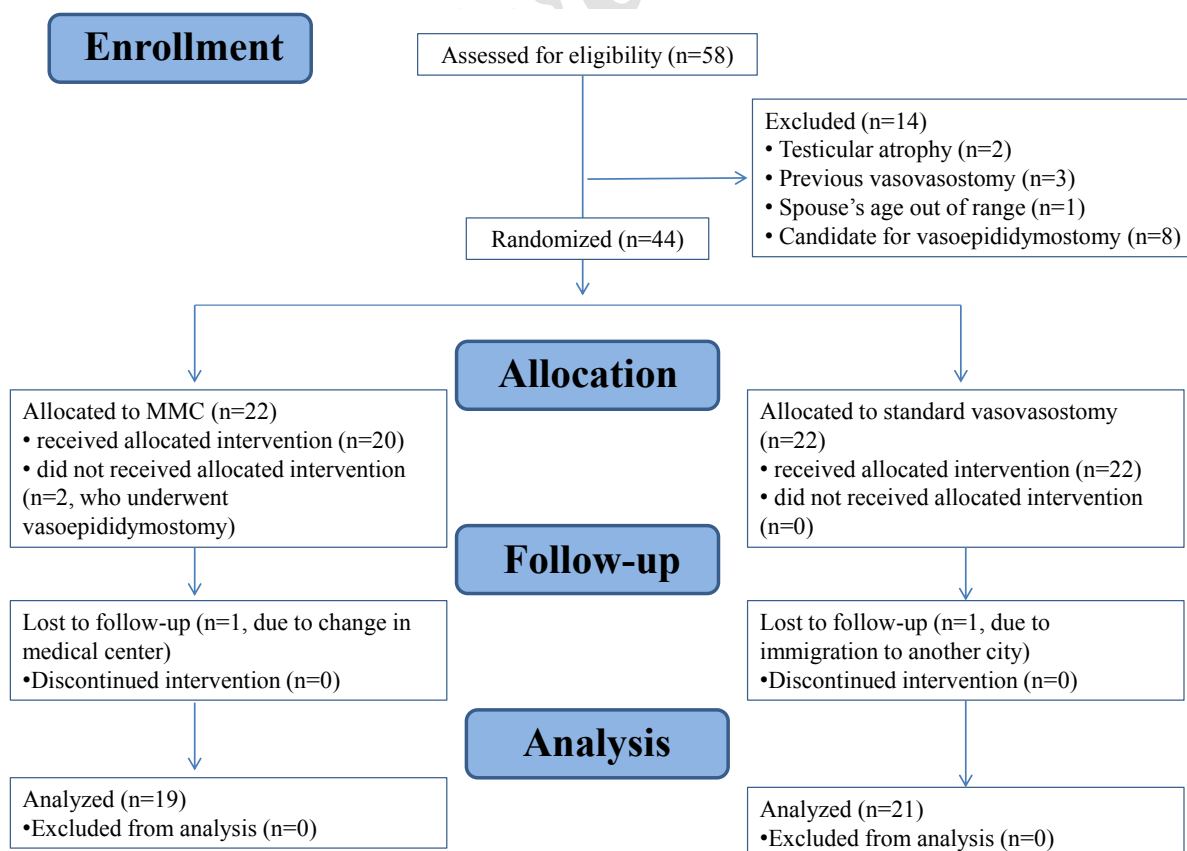 Enrollment
Assessed for eligibility (n=58)
Excluded (n=14)
• Testicular atrophy (n=2)
• Previous vasovasostomy (n=3)
• Spouse’s age out of range (n=1)
• Candidate for vasoepididymostomy (n=8)
Randomized (n=44)
Allocation
Allocated to MMC (n=22)
• received allocated intervention (n=20)
• did not received allocated intervention
(n=2, who underwent
vasoepididymostomy)
Allocated to standard vasovasostomy
(n=22)
• received allocated intervention (n=22)
• did not received allocated intervention
(n=0)
Follow-up
Lost to follow-up (n=1, due to change in
medical center)
•Discontinued intervention (n=0)
Lost to follow-up (n=1, due to
immigration to another city)
•Discontinued intervention (n=0)
Analysis
Analyzed (n=19)
•Excluded from analysis (n=0)
Analyzed (n=21)
•Excluded from analysis (n=0)